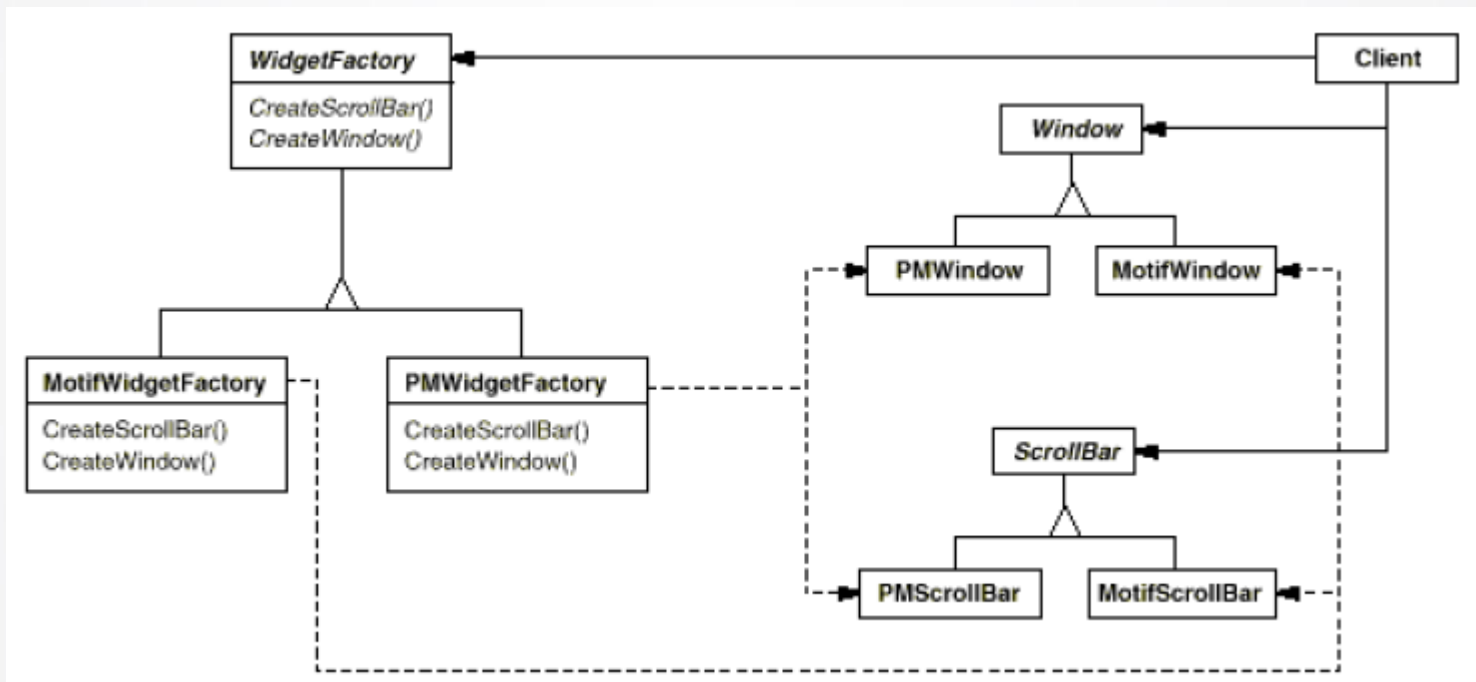 WidgetFactory
CreateScrollBar()
CreateWindow()
Client
Window
PMWindow
MotifWindow
MotifWidgetFactory
CreateScrollBar()
CreateWindow()
PMWidgetFactory
CreateScrollBar()
CreateWindow()
ScrollBar
PMScrollBar
MotifScrollBar